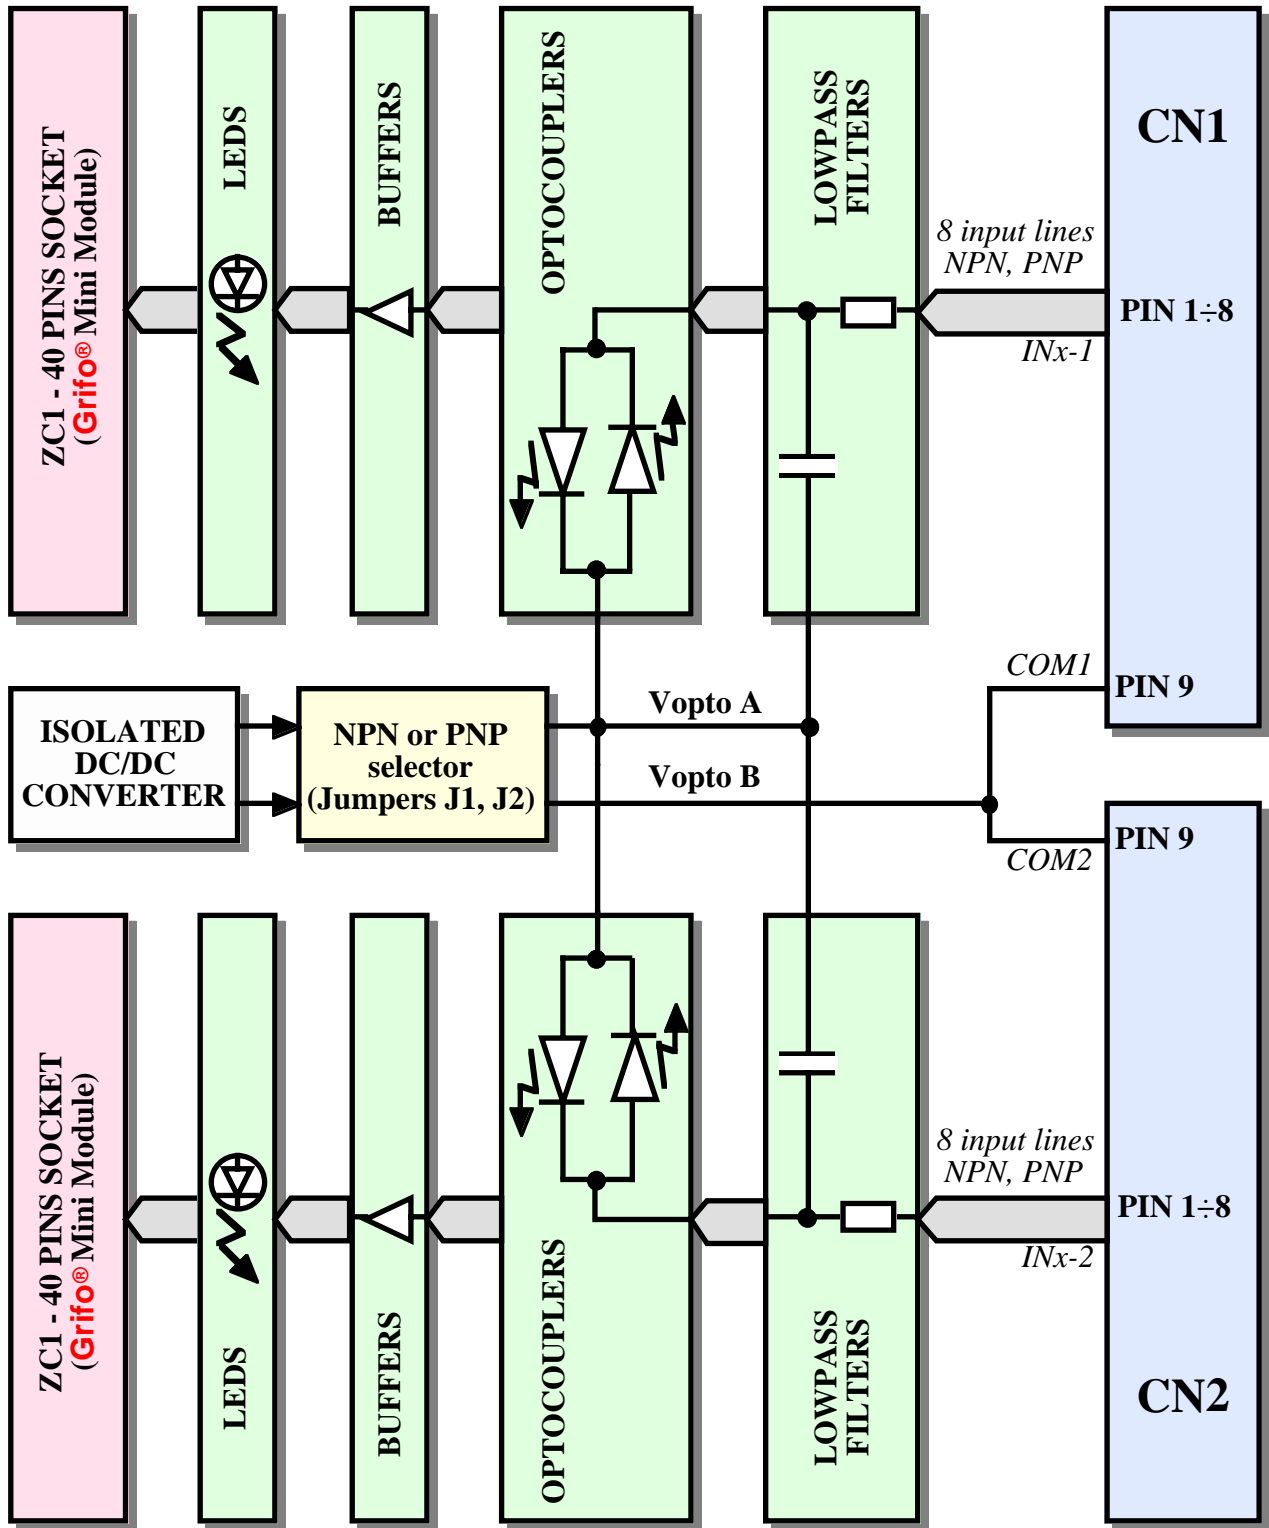 ZC1 - 40 PINS SOCKET
(Grifo® Mini Module)
LEDS
BUFFERS
OPTOCOUPLERS
LOWPASS
FILTERS
8 input lines
NPN, PNP
INx-1
CN1
PIN 1÷8
COM1
PIN 9
ISOLATED
DC/DC
CONVERTER
NPN or PNP
selector
(Jumpers J1, J2)
Vopto A
Vopto B
COM2
PIN 9
ZC1 - 40 PINS SOCKET
(Grifo® Mini Module)
LEDS
BUFFERS
OPTOCOUPLERS
LOWPASS
FILTERS
8 input lines
NPN, PNP
INx-2
PIN 1÷8
CN2